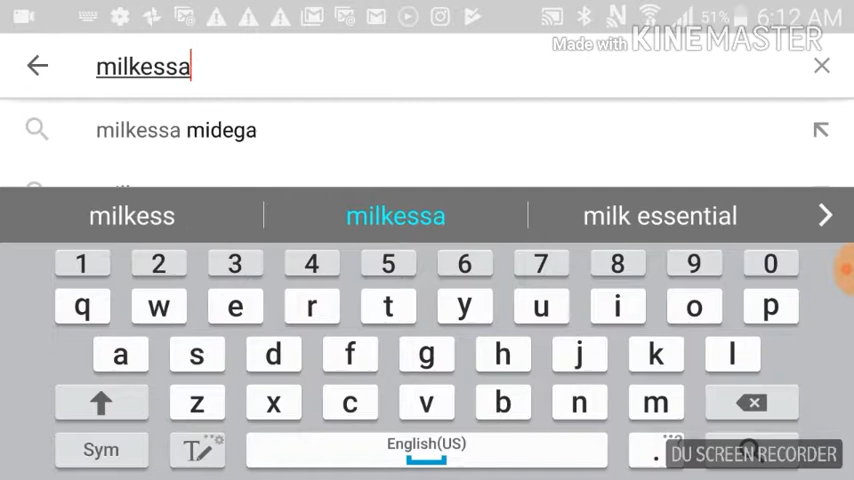 51% 6:12 AM
Made with KINEMASTER
milkessa
milkessa midega
milkess milkessa milk essential
1 2 3 4 5 6 7 8 9 0
q w e r t y u i o p
a s d f g h j k l
z x c v b n m
Sym English(US) .
DU SCREEN RECORDER